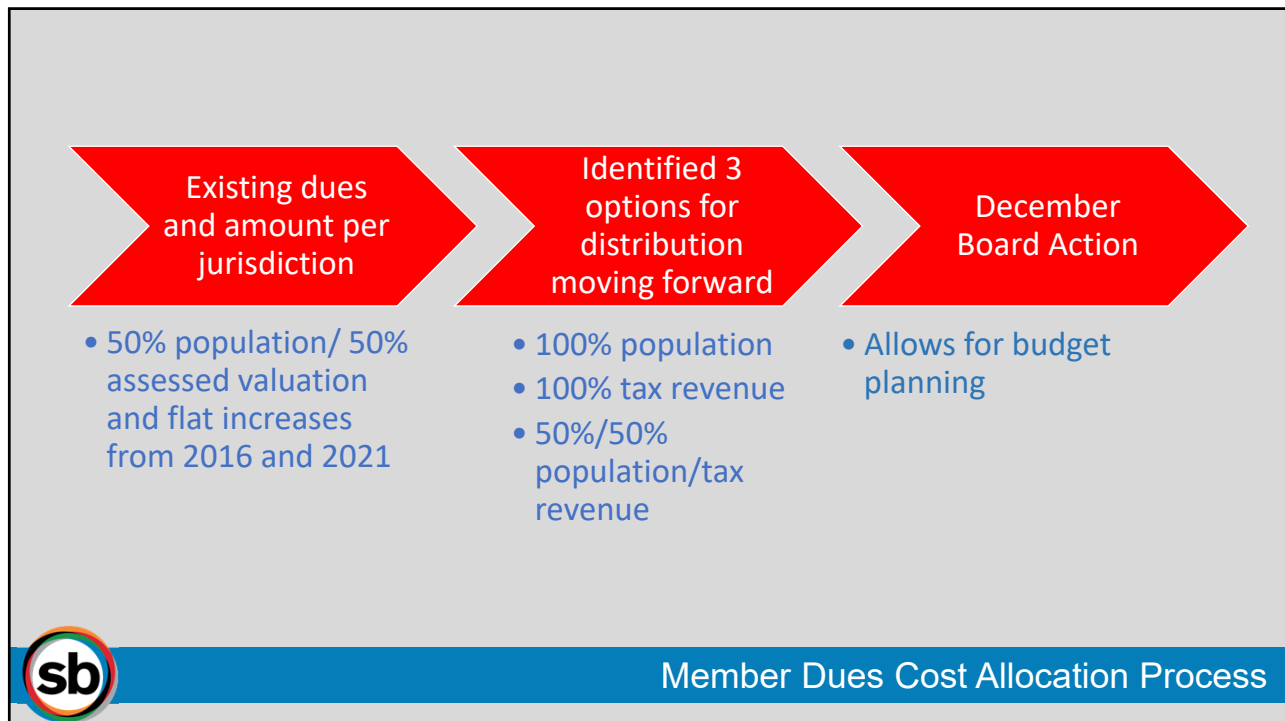 Existing dues
and amount per
jurisdiction
• 50% population/ 50%
assessed valuation
and flat increases
from 2016 and 2021
Identified 3
options for
distribution
moving forward
• 100% population
• 100% tax revenue
• 50%/50%
population/tax
revenue
December
Board Action
• Allows for budget
planning
sb
Member Dues Cost Allocation Process